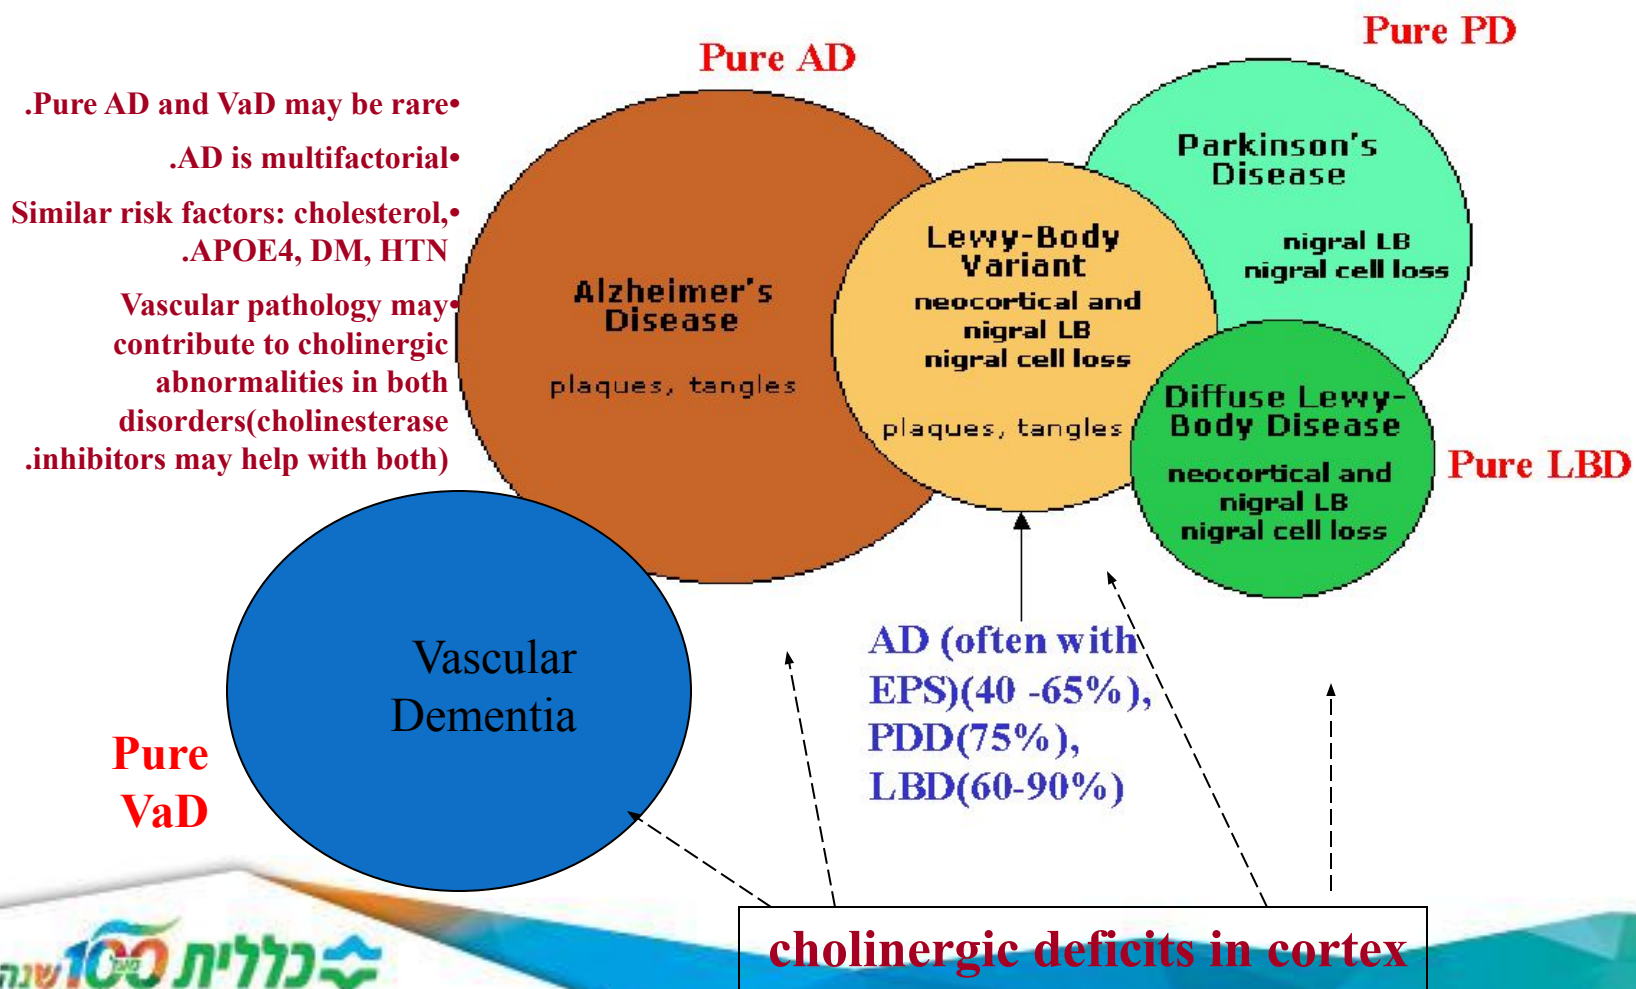 Pure AD
Pure PD
.Pure AD and VaD may be rare•
.AD is multifactorial•
Similar risk factors: cholesterol,•
.APOE4, DM, HTN
Vascular pathology may•
contribute to cholinergic
abnormalities in both
disorders(cholinesterase
.inhibitors may help with both)
Alzheimer's
Disease
plaques, tangles
Lewy-Body
Variant
neocortical and
nigral LB
nigral cell loss
plaques, tangles
Parkinson's
Disease
nigral LB
nigral cell loss
Diffuse Lewy-
Body Disease
neocortical and
nigral LB
nigral cell loss
Pure LBD
Vascular
Dementia
Pure
VaD
AD (often with
EPS)(40 -65%),
PDD(75%),
LBD(60-90%)
cholinergic deficits in cortex
כללית 100 שנה